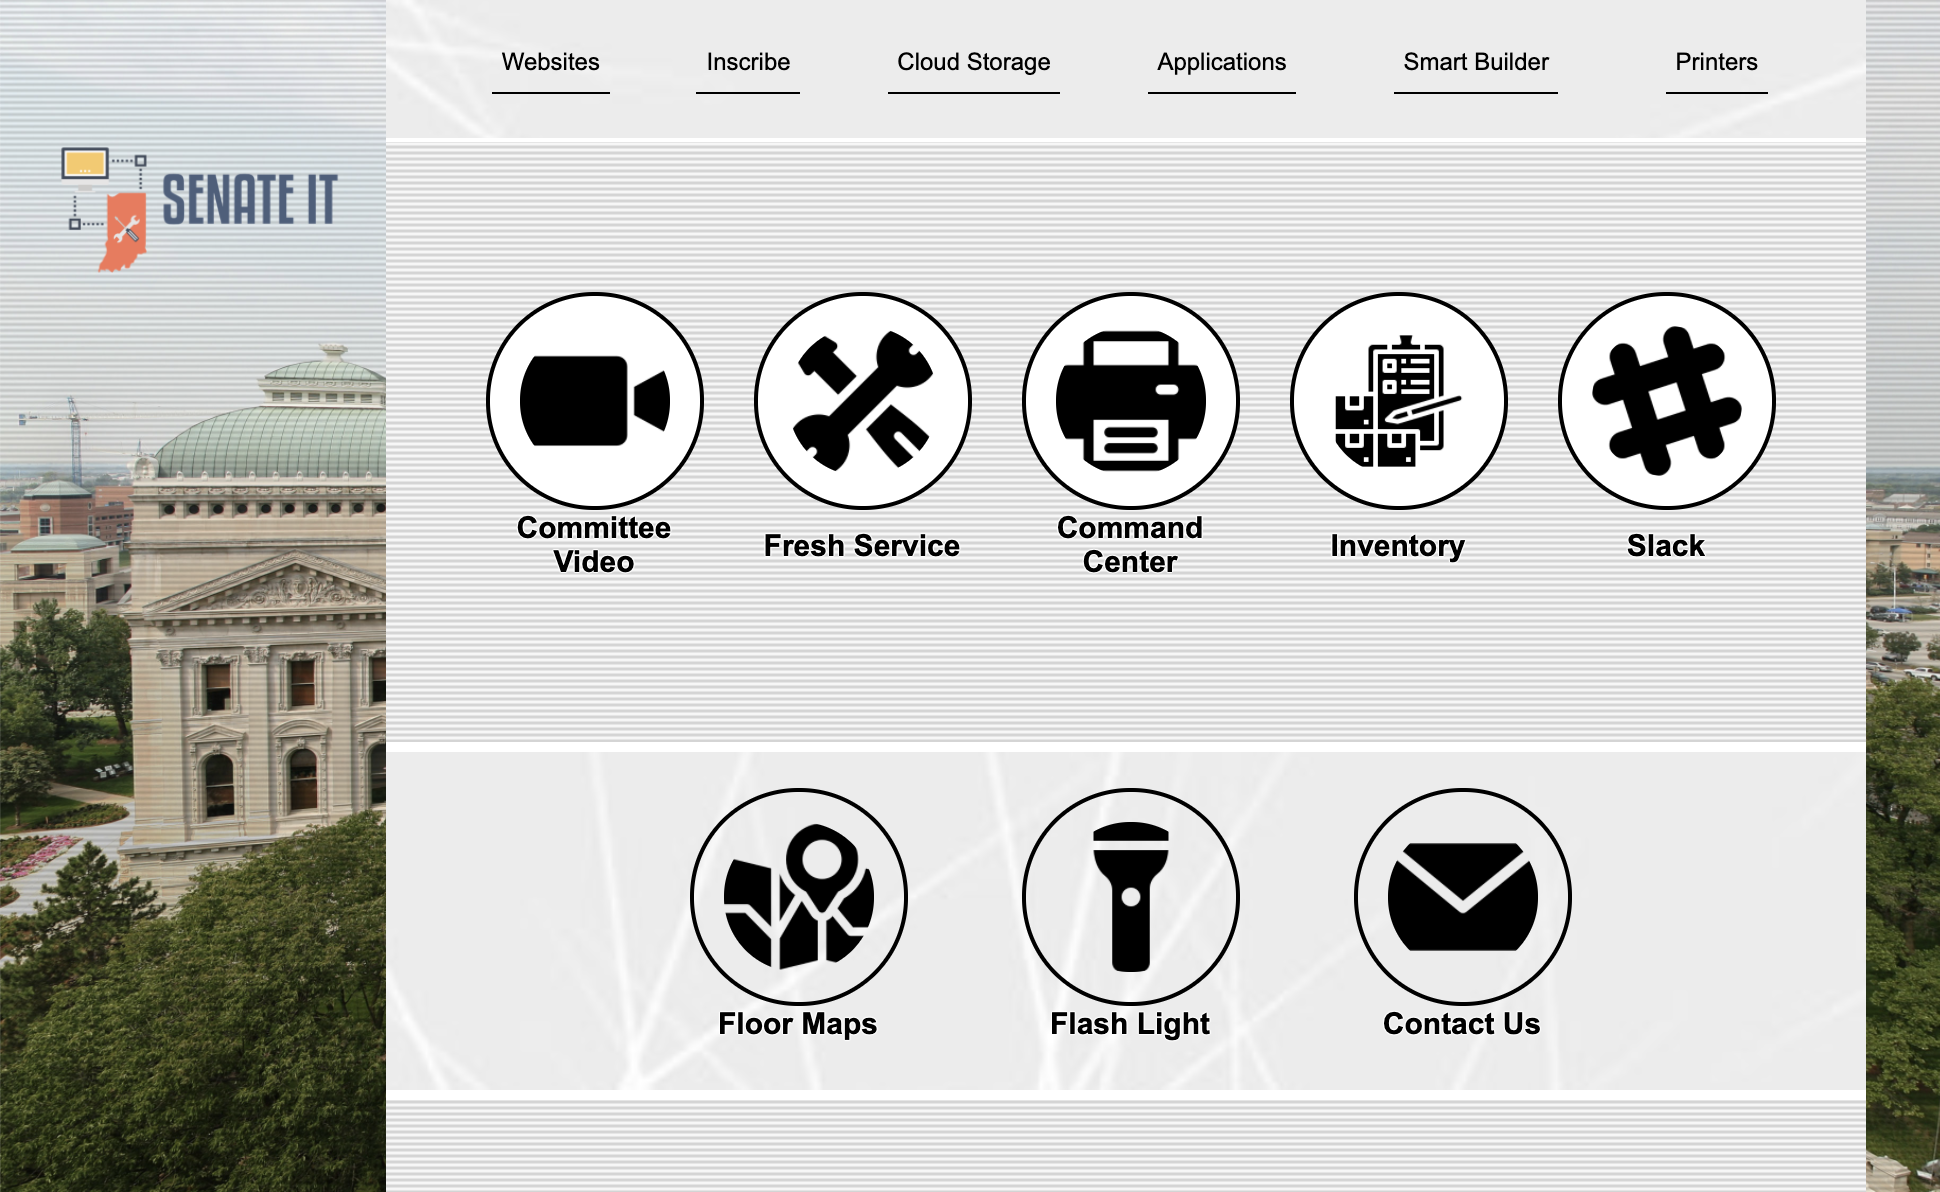 Websites
Inscribe
Cloud Storage
Applications
Smart Builder
Printers
SENATE IT
Committee
Video
Fresh Service
Command
Center
Inventory
Slack
Floor Maps
Flash Light
Contact Us